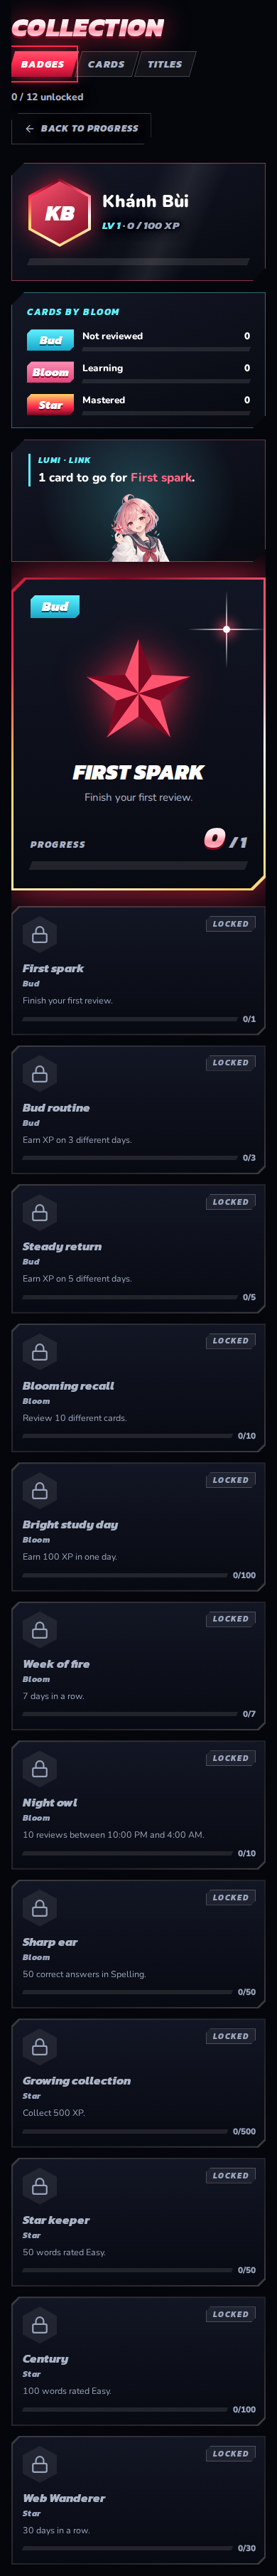 COLLECTION
BADGES
CARDS
TITLES
0 / 12 unlocked
← BACK TO PROGRESS
KB
Khánh Bùi
LV 1 · 0 / 100 XP
CARDS BY BLOOM
Bud
Not reviewed
0
Bloom
Learning
0
Star
Mastered
0
LUMI · LINK
1 card to go for First spark.
Bud
FIRST SPARK
Finish your first review.
PROGRESS
0 / 1
LOCKED
First spark
Bud
Finish your first review.
0/1
LOCKED
Bud routine
Bud
Earn XP on 3 different days.
0/3
LOCKED
Steady return
Bud
Earn XP on 5 different days.
0/5
LOCKED
Blooming recall
Bloom
Review 10 different cards.
0/10
LOCKED
Bright study day
Bloom
Earn 100 XP in one day.
0/100
LOCKED
Week of fire
Bloom
7 days in a row.
0/7
LOCKED
Night owl
Bloom
10 reviews between 10:00 PM and 4:00 AM.
0/10
LOCKED
Sharp ear
Bloom
50 correct answers in Spelling.
0/50
LOCKED
Growing collection
Star
Collect 500 XP.
0/500
LOCKED
Star keeper
Star
50 words rated Easy.
0/50
LOCKED
Century
Star
100 words rated Easy.
0/100
LOCKED
Web Wanderer
Star
30 days in a row.
0/30